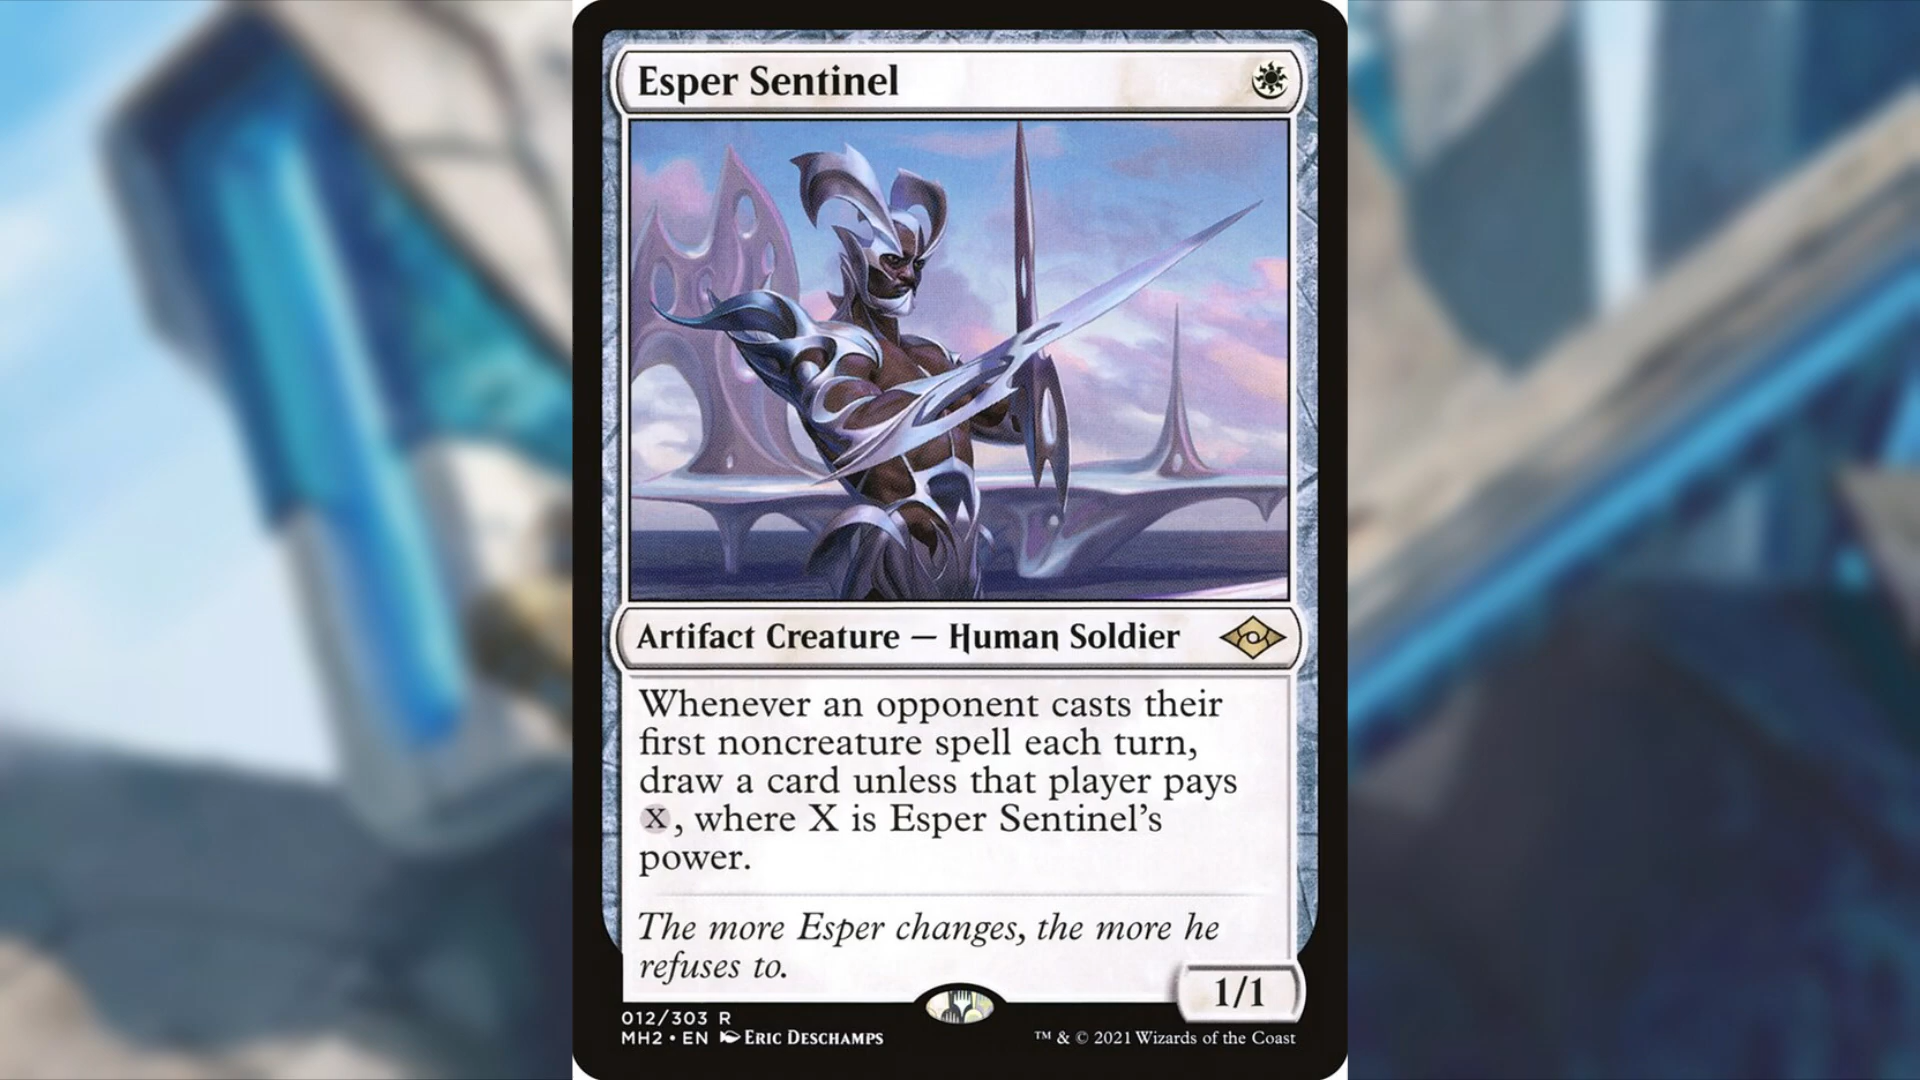 Esper Sentinel
Artifact Creature — Human Soldier
Whenever an opponent casts their
first noncreature spell each turn,
draw a card unless that player pays
X, where X is Esper Sentinel's
power.
The more Esper changes, the more he
refuses to.
1/1
012/303 R
MH2 • EN Eric Deschamps
™ & © 2021 Wizards of the Coast